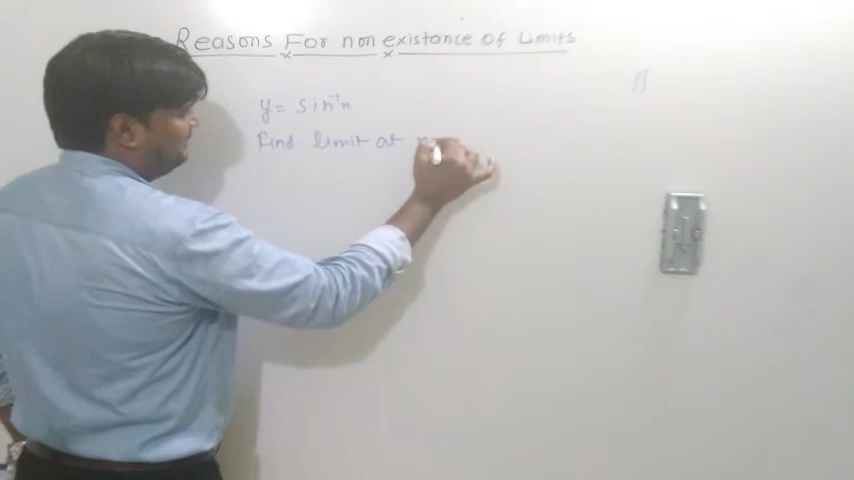 Reasons For non existance of Limits
y = sin⁻¹x
Find limit at